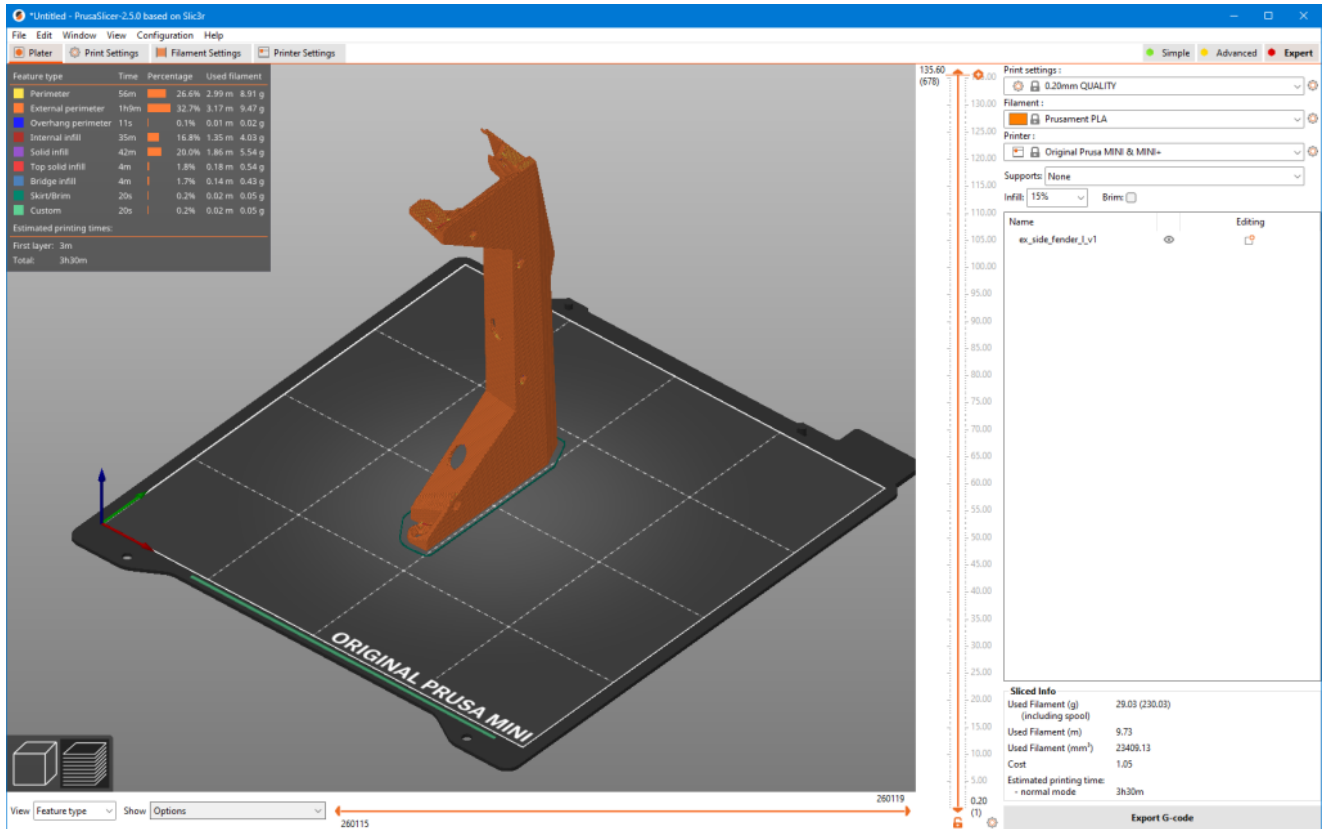 *Untitled - PrusaSlicer-2.5.0 based on Slic3r
File Edit Window View Configuration Help
Plater Print Settings Filament Settings Printer Settings
Simple Advanced Expert
Feature type Time Percentage Used filament
Perimeter 56m 26.6% 2.99 m 8.91 g
External perimeter 1h9m 32.7% 3.17 m 9.47 g
Overhang perimeter 11s 0.1% 0.01 m 0.02 g
Internal infill 35m 16.8% 1.35 m 4.03 g
Solid infill 42m 20.0% 1.86 m 5.54 g
Top solid infill 4m 1.8% 0.18 m 0.54 g
Bridge infill 4m 1.7% 0.14 m 0.43 g
Skirt/Brim 20s 0.2% 0.02 m 0.05 g
Custom 20s 0.2% 0.02 m 0.05 g
Estimated printing times:
First layer: 3m
Total: 3h30m
ORIGINAL PRUSA MINI
135.60
(678)
130.00
125.00
120.00
115.00
110.00
105.00
100.00
95.00
90.00
85.00
80.00
75.00
70.00
65.00
60.00
55.00
50.00
45.00
40.00
35.00
30.00
25.00
20.00
15.00
10.00
5.00
0.20
(1)
Print settings :
0.20mm QUALITY
Filament :
Prusament PLA
Printer :
Original Prusa MINI & MINI+
Supports: None
Infill: 15% Brim:
Name Editing
ex_side_fender_l_v1
Sliced Info
Used Filament (g) 29.03 (230.03)
(including spool)
Used Filament (m) 9.73
Used Filament (mm³) 23409.13
Cost 1.05
Estimated printing time:
- normal mode 3h30m
Export G-code
View Feature type Show Options
260119
260115